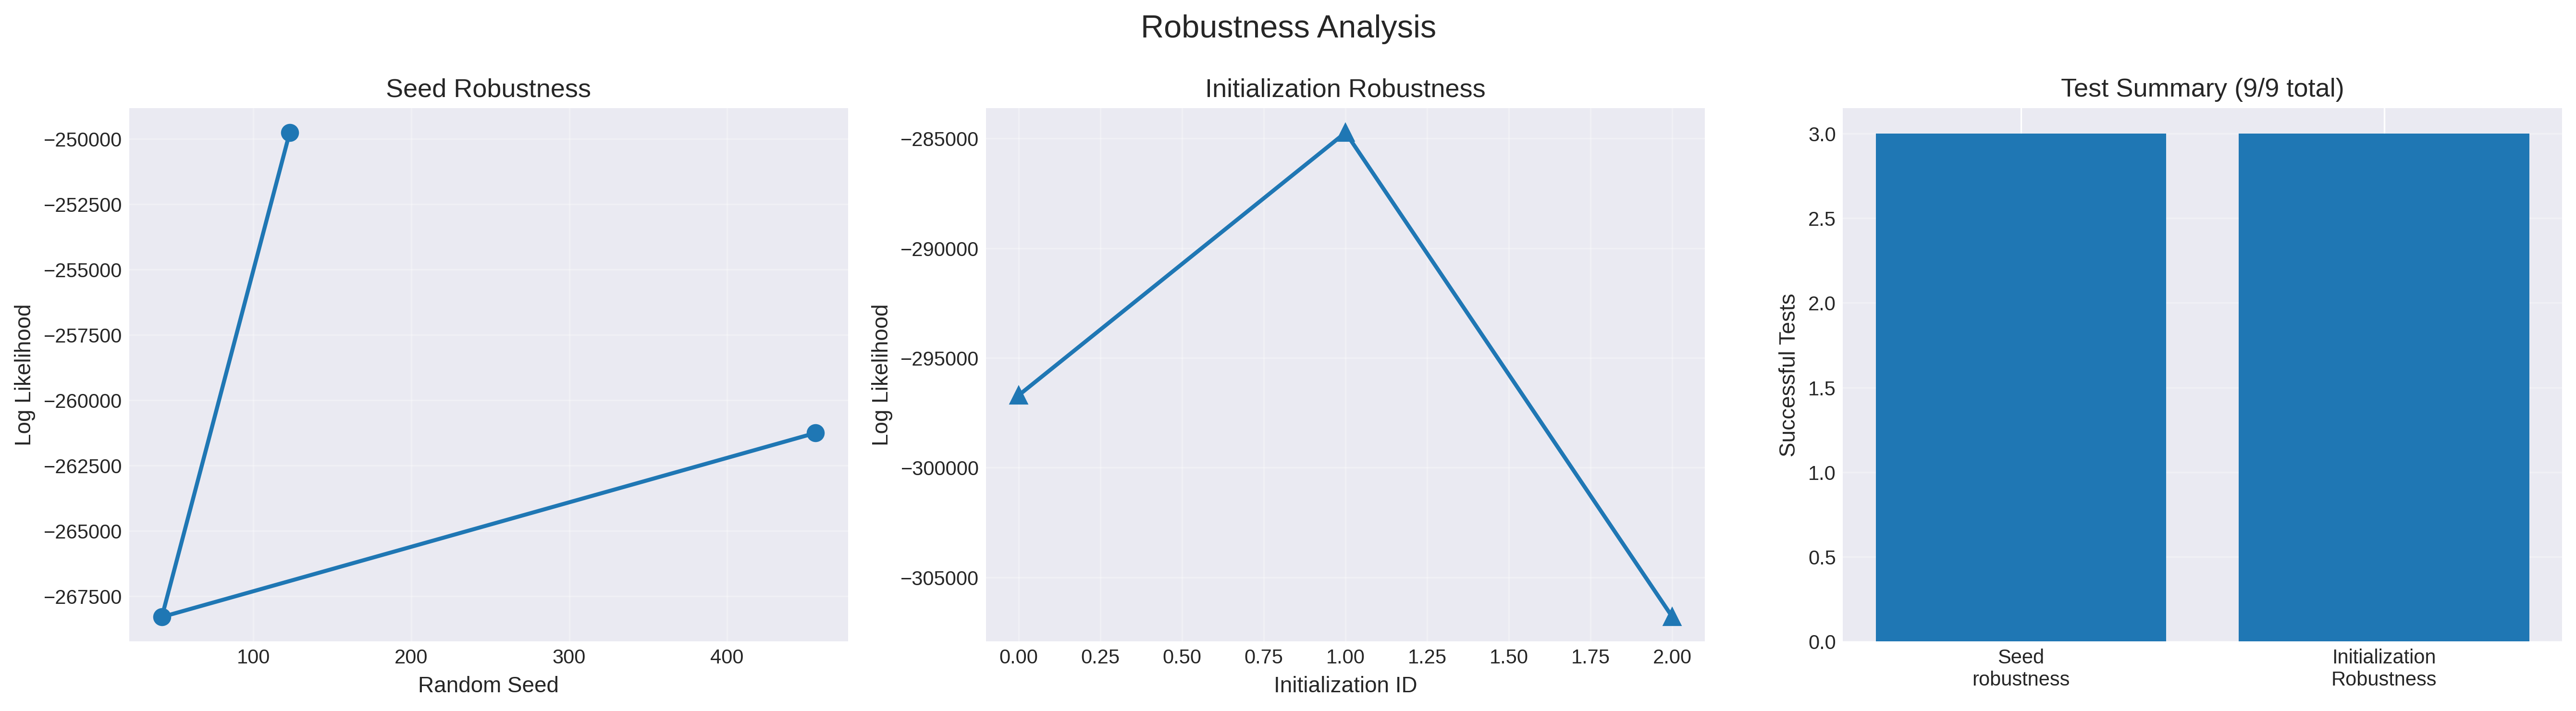 Robustness Analysis
Seed Robustness
Log Likelihood
−250000
−252500
−255000
−257500
−260000
−262500
−265000
−267500
100 200 300 400
Random Seed
Initialization Robustness
Log Likelihood
−285000
−290000
−295000
−300000
−305000
0.00 0.25 0.50 0.75 1.00 1.25 1.50 1.75 2.00
Initialization ID
Test Summary (9/9 total)
Successful Tests
3.0
2.5
2.0
1.5
1.0
0.5
0.0
Seed
robustness
Initialization
Robustness